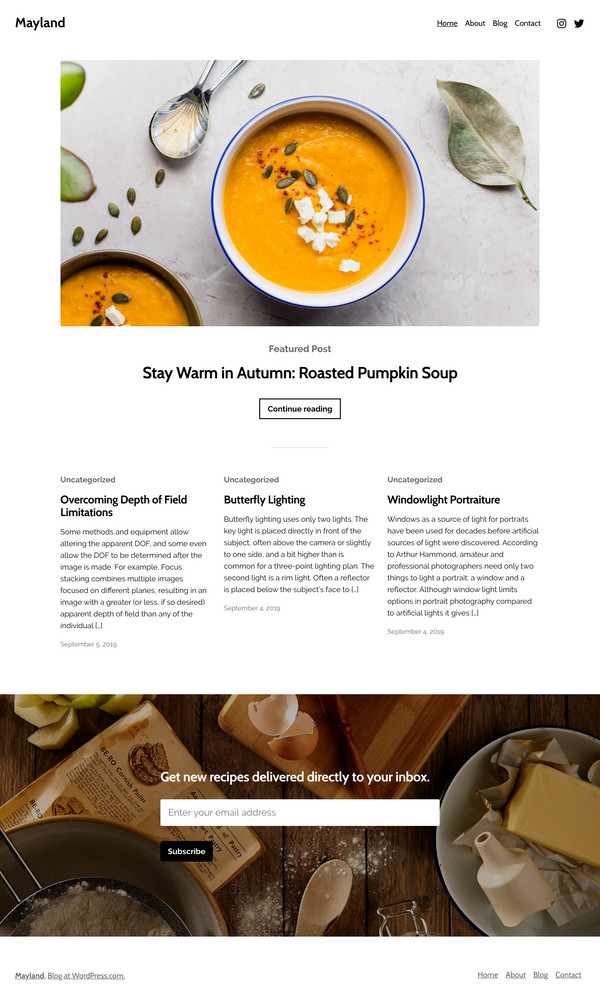 Mayland
Home About Blog Contact
Featured Post
Stay Warm in Autumn: Roasted Pumpkin Soup
Continue reading
Uncategorized
Overcoming Depth of Field
Limitations
Some methods and equipment allow
altering the apparent DOF, and some even
allow the DOF to be determined after the
image is made. For example, Focus
stacking combines multiple images
focused on different planes, resulting in an
image with a greater (or less, if so desired)
apparent depth of field than any of the
individual [...]
September 5, 2019
Uncategorized
Butterfly Lighting
Butterfly lighting uses only two lights. The
key light is placed directly in front of the
subject, often above the camera or slightly
to one side, and a bit higher than is
common for a three-point lighting plan. The
second light is a rim light. Often a reflector
is placed below the subject's face to [...]
September 4, 2019
Uncategorized
Windowlight Portraiture
Windows as a source of light for portraits
have been used for decades before artificial
sources of light were discovered. According
to Arthur Hammond, amateur and
professional photographers need only two
things to light a portrait: a window and a
reflector. Although window light limits
options in portrait photography compared
to artificial lights it gives [...]
September 4, 2019
BE-RO
Cornish Pasties
BE-RO
Get new recipes delivered directly to your inbox.
Enter your email address
of Pastry
Subscribe
Mayland, Blog at WordPress.com.
Home About Blog Contact